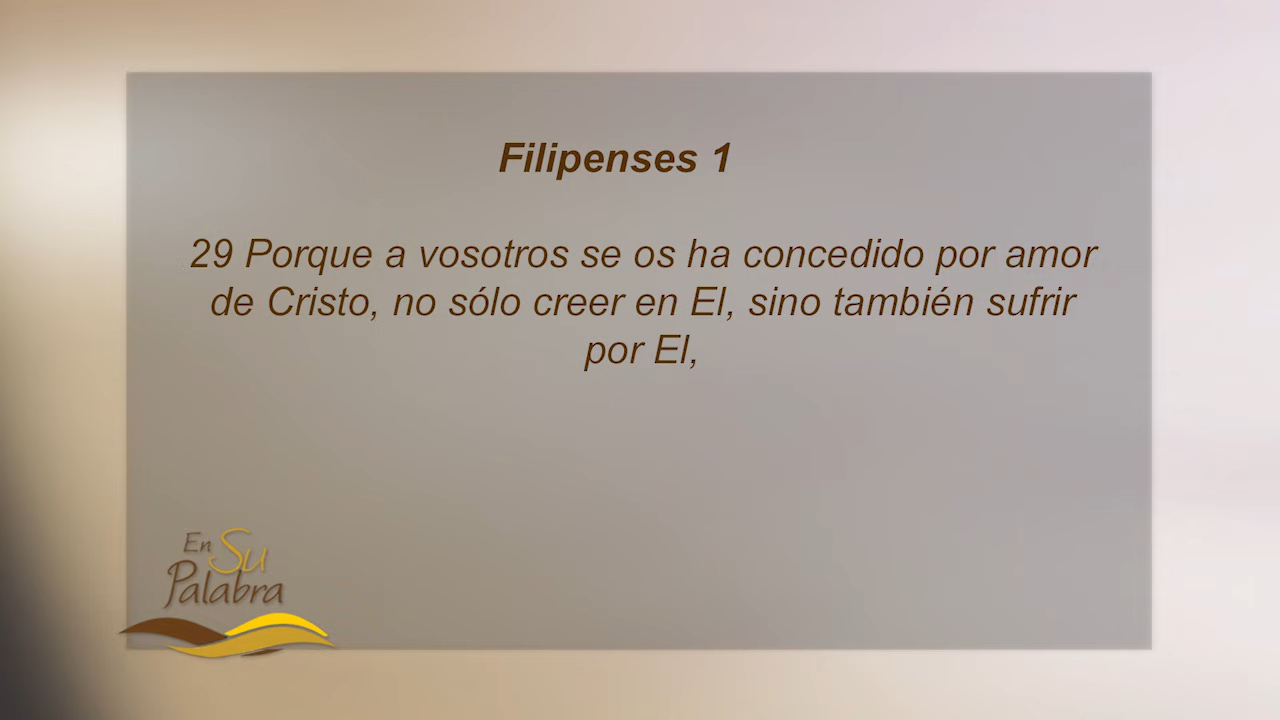 Filipenses 1
29 Porque a vosotros se os ha concedido por amor
de Cristo, no sólo creer en El, sino también sufrir
por El,
En Su
Palabra